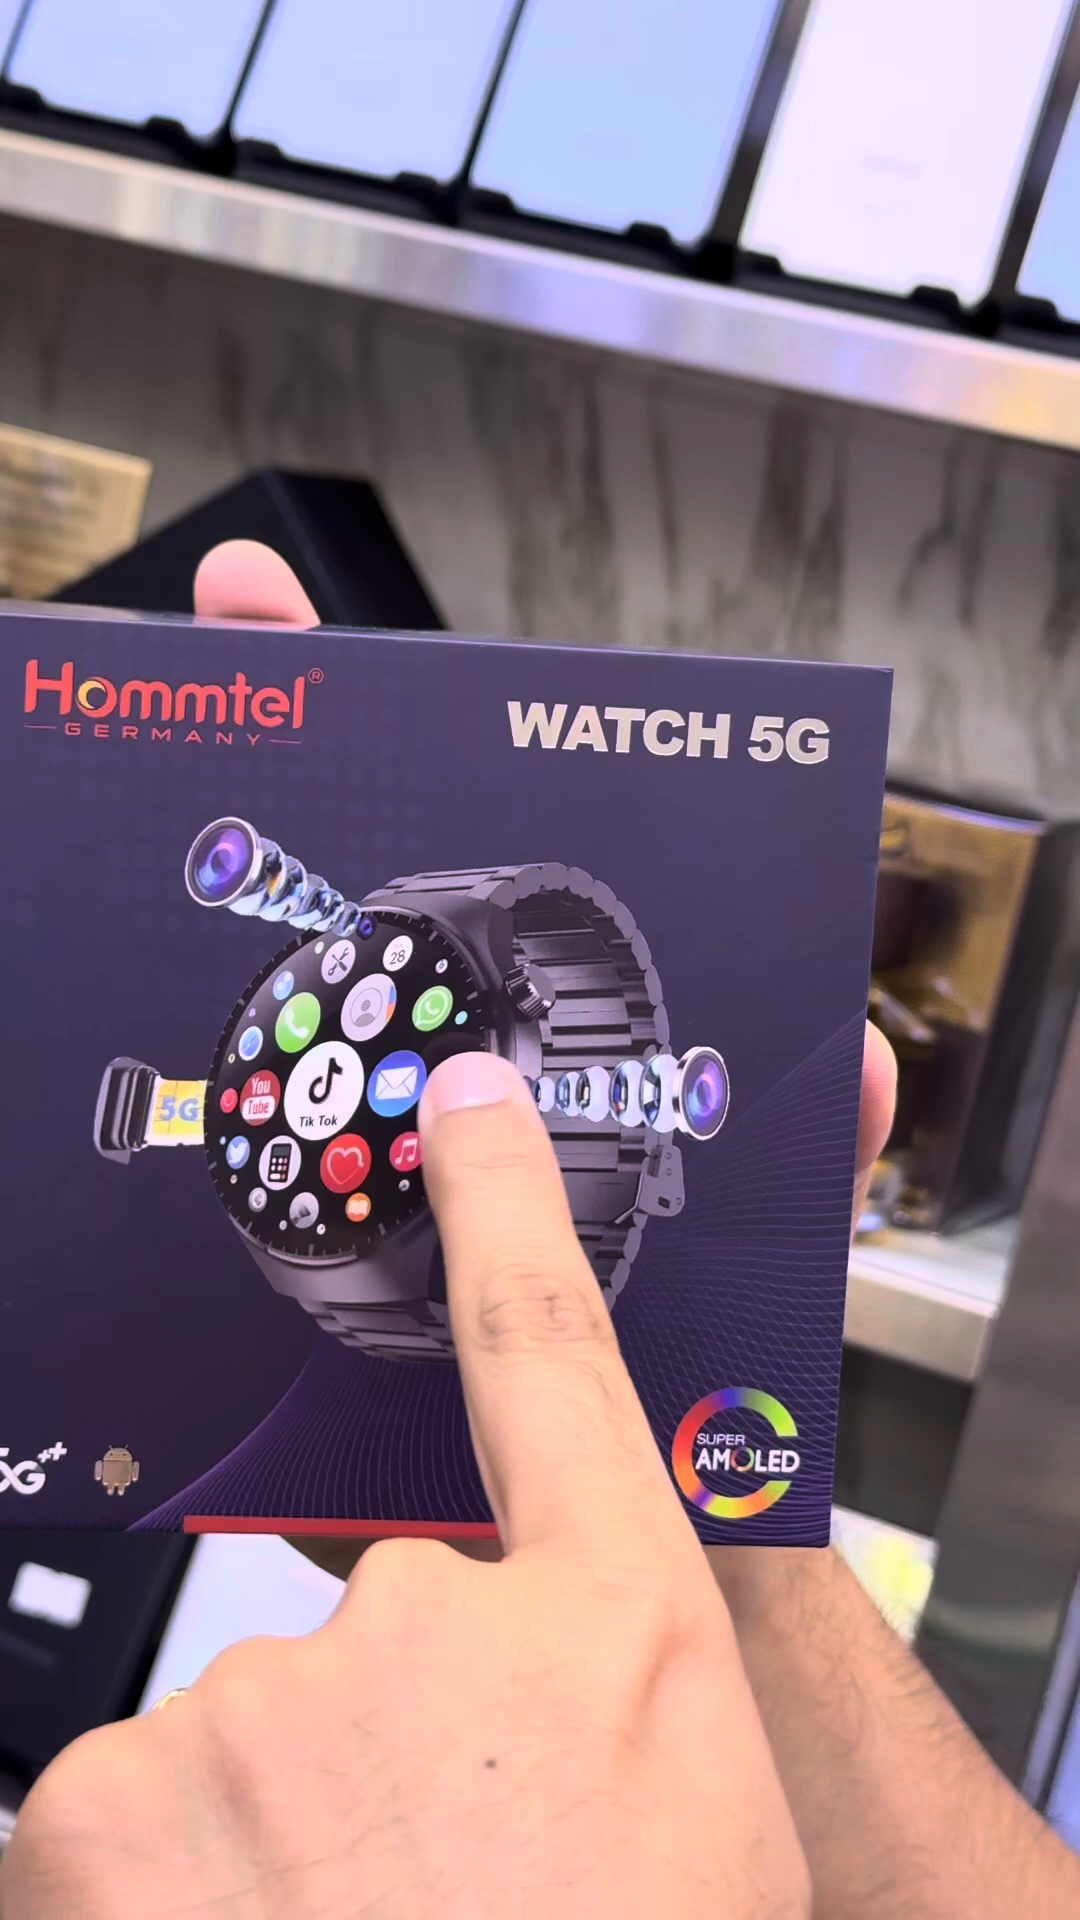 Hommtel®
GERMANY
WATCH 5G
28
5G
You
Tube
Tik Tok
5G++
SUPER
AMOLED